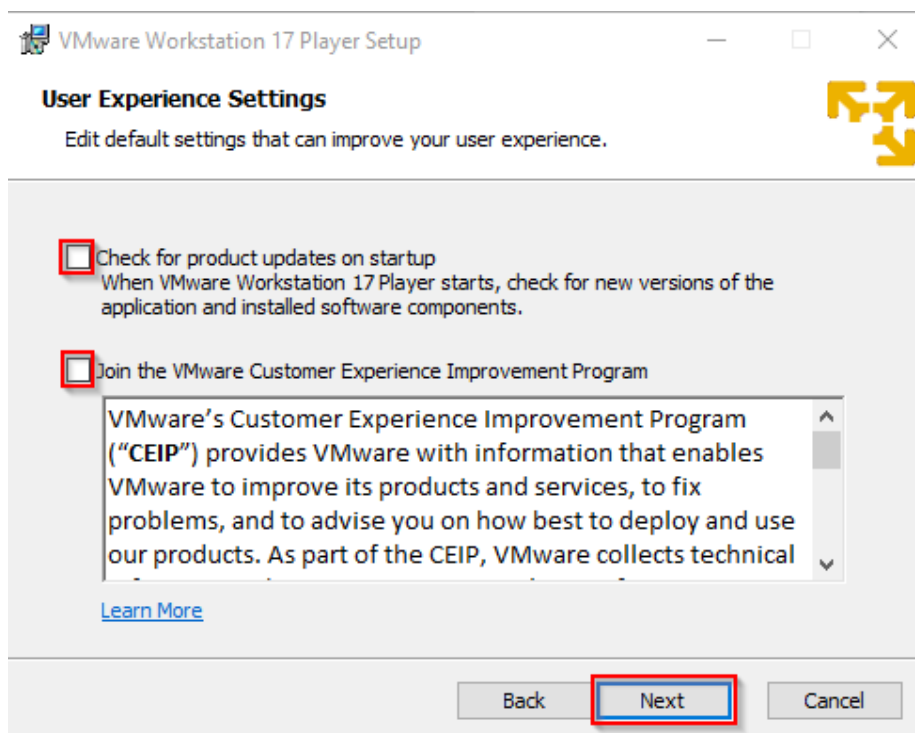 VMware Workstation 17 Player Setup
User Experience Settings
Edit default settings that can improve your user experience.
Check for product updates on startup
When VMware Workstation 17 Player starts, check for new versions of the
application and installed software components.
Join the VMware Customer Experience Improvement Program
VMware’s Customer Experience Improvement Program
(“CEIP”) provides VMware with information that enables
VMware to improve its products and services, to fix
problems, and to advise you on how best to deploy and use
our products. As part of the CEIP, VMware collects technical
Learn More
Back Next Cancel